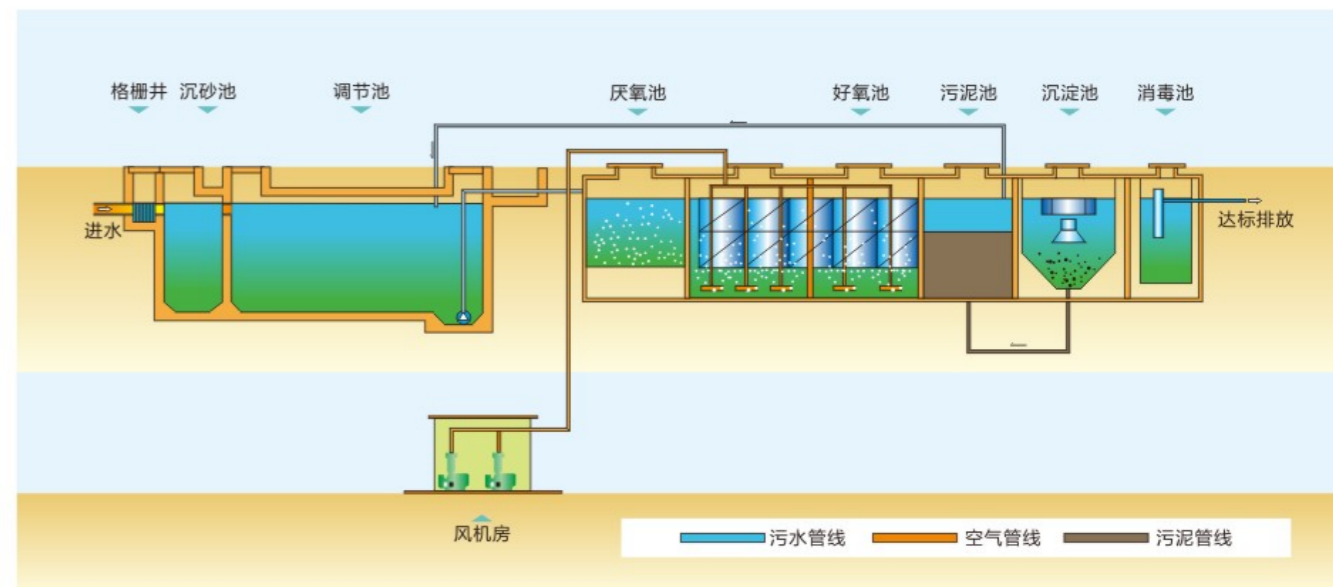 格栅井
沉砂池
调节池
厌氧池
好氧池
污泥池
沉淀池
消毒池
进水
达标排放
风机房
污水管线
空气管线
污泥管线